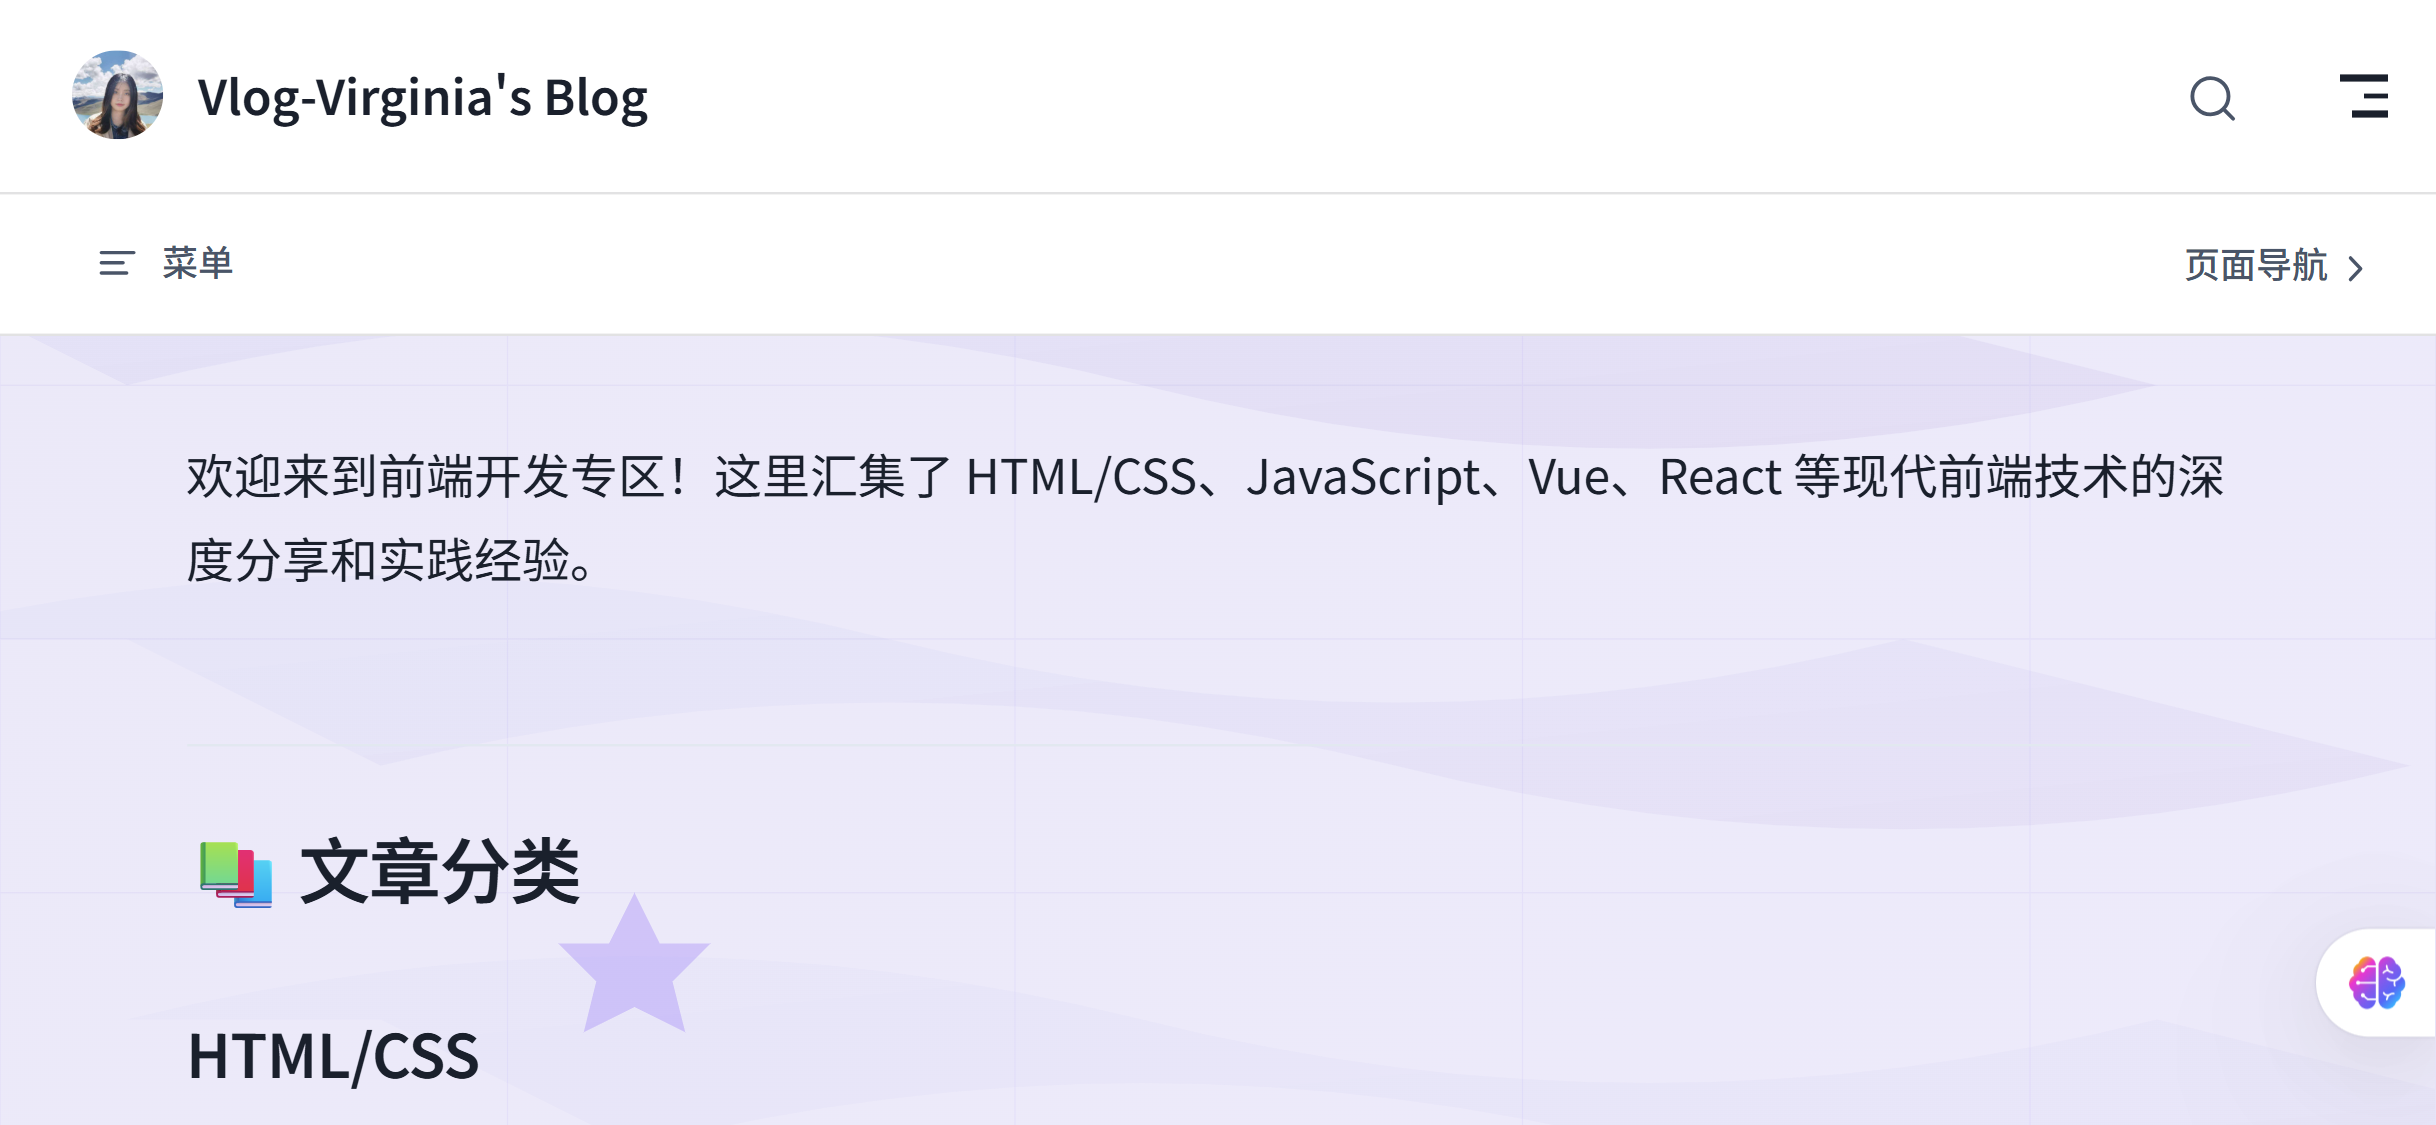 Vlog-Virginia's Blog
菜单
页面导航
欢迎来到前端开发专区！这里汇集了 HTML/CSS、JavaScript、Vue、React 等现代前端技术的深
度分享和实践经验。
文章分类
HTML/CSS